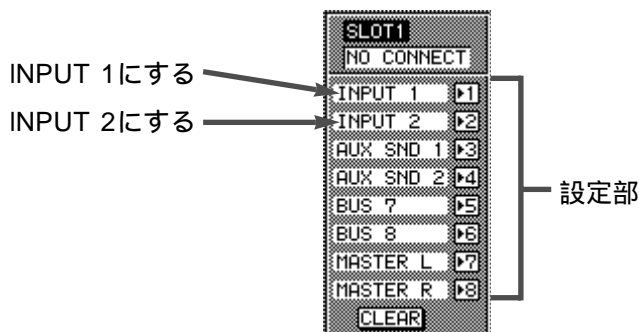 SLOT1
NO CONNECT
INPUT 1にする
INPUT 1 ▶1
INPUT 2にする
INPUT 2 ▶2
AUX SND 1 ▶3
AUX SND 2 ▶4
設定部
BUS 7 ▶5
BUS 8 ▶6
MASTER L ▶7
MASTER R ▶8
CLEAR